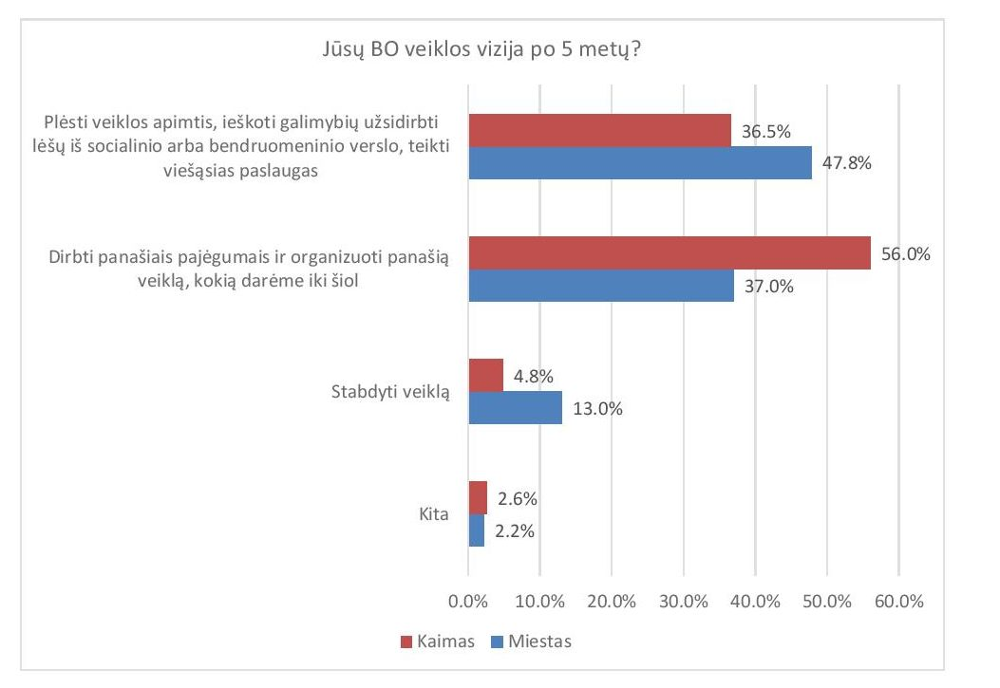 Jūsų BO veiklos vizija po 5 metų?
Plėsti veiklos apimtis, ieškoti galimybių užsidirbti
lėšų iš socialinio arba bendruomeninio verslo, teikti
viešąsias paslaugas
36.5%
47.8%
Dirbti panašiais pajėgumais ir organizuoti panašią
veiklą, kokią darėme iki šiol
56.0%
37.0%
Stabdyti veiklą
4.8%
13.0%
Kita
2.6%
2.2%
0.0% 10.0% 20.0% 30.0% 40.0% 50.0% 60.0%
Kaimas Miestas